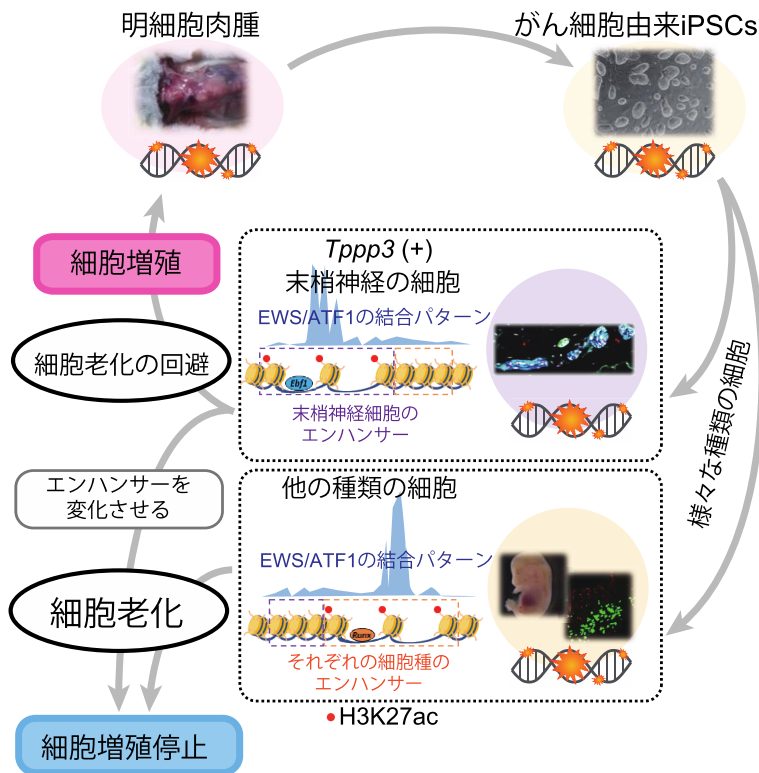 明細胞肉腫
がん細胞由来iPSCs
細胞増殖
Tppp3 (+)
末梢神経の細胞
EWS/ATF1の結合パターン
Ebf1
末梢神経細胞の
エンハンサー
細胞老化の回避
様々な種類の細胞
エンハンサーを
変化させる
他の種類の細胞
EWS/ATF1の結合パターン
Runx
それぞれの細胞種の
エンハンサー
細胞老化
H3K27ac
細胞増殖停止